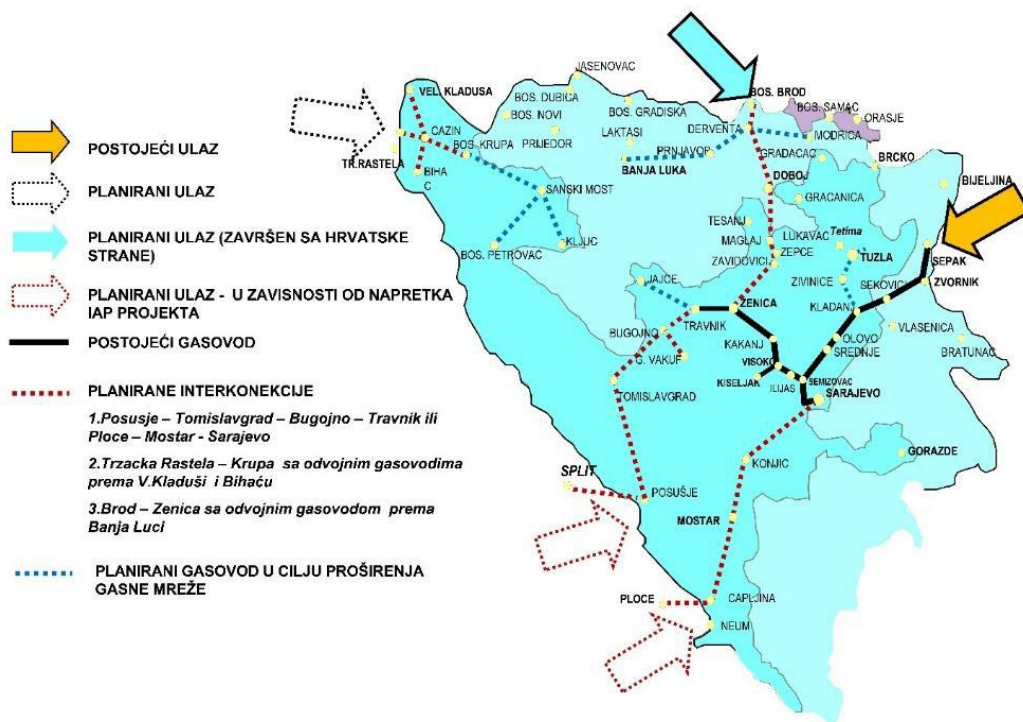 POSTOJEĆI ULAZ
PLANIRANI ULAZ
PLANIRANI ULAZ (ZAVRŠEN SA HRVATSKE
STRANE)
PLANIRANI ULAZ - U ZAVISNOSTI OD NAPRETKA
IAP PROJEKTA
POSTOJEĆI GASOVOD
PLANIRANE INTERKONEKCIJE
1.Posusje – Tomislavgrad – Bugojno – Travnik ili
Ploce – Mostar - Sarajevo
2.Trzacka Rastela – Krupa sa odvojnim gasovodima
prema V.Kladuši i Bihaću
3.Brod – Zenica sa odvojnim gasovodom prema
Banja Luci
PLANIRANI GASOVOD U CILJU PROŠIRENJA
GASNE MREŽE
JASENOVAC
VEL. KLADUSA
BOS. DUBICA
BOS. GRADISKA
BOS. BROD
BOS. SAMAC
ORASJE
BOS. NOVI
CAZIN
PRIJEDOR
LAKTASI
DERVENTA
MODRICA
TR.RASTELA
BOS. KRUPA
PRNJAVOR
GRADACAC
BRCKO
BIHA
C
BANJA LUKA
DOBOJ
BIJELJINA
SANSKI MOST
GRACANICA
TESANJ
MAGLAJ
LUKAVAC
Tetima
BOS. PETROVAC
KLJUC
ZEPCE
TUZLA
SEPAK
ZAVIDOVICI
JAJCE
ZIVINICE
SEKOVICI
ZVORNIK
ZENICA
TRAVNIK
KLADANJ
BUGOJNO
VLASENICA
KAKANJ
OLOVO
BRATUNAC
G. VAKUF
VISOKO
SREDNJE
KISELJAK
ILIJAS
SEMIZOVAC
TOMISLAVGRAD
SARAJEVO
GORAZDE
KONJIC
SPLIT
POSUŠJE
MOSTAR
PLOCE
CAPLJINA
NEUM